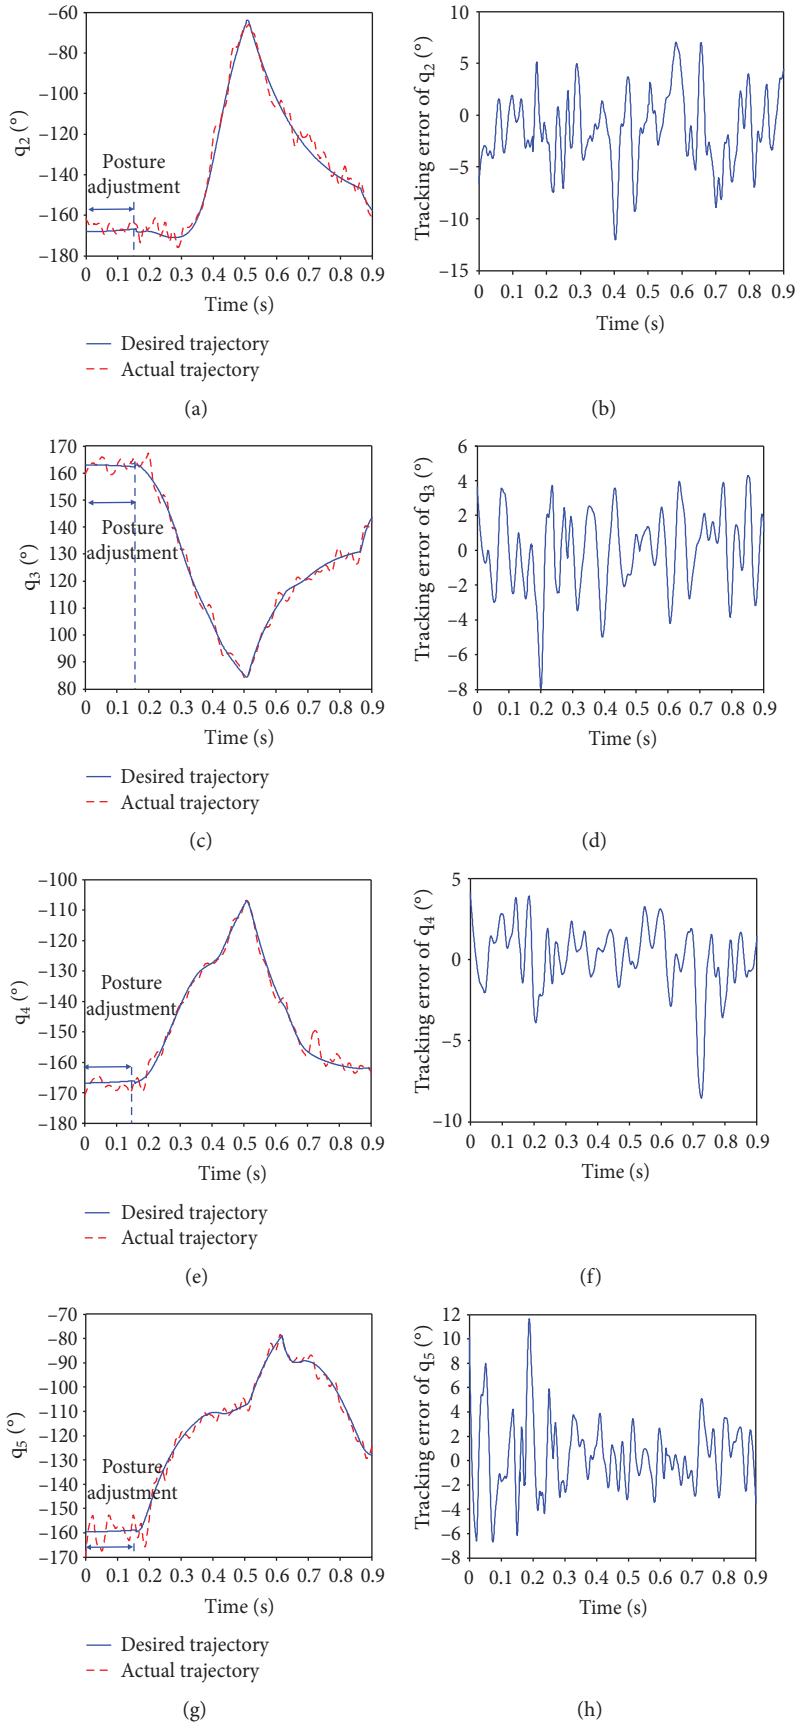 −60
−80
−100
−120
−140
−160
−180
q2 (°)
Posture
adjustment
0 0.1 0.2 0.3 0.4 0.5 0.6 0.7 0.8 0.9
Time (s)
Desired trajectory
Actual trajectory
(a)
10
5
0
−5
−10
−15
Tracking error of q2 (°)
0 0.1 0.2 0.3 0.4 0.5 0.6 0.7 0.8 0.9
Time (s)
(b)
170
160
150
140
130
120
110
100
90
80
q3 (°)
Posture
adjustment
0 0.1 0.2 0.3 0.4 0.5 0.6 0.7 0.8 0.9
Time (s)
Desired trajectory
Actual trajectory
(c)
6
4
2
0
−2
−4
−6
−8
Tracking error of q3 (°)
0 0.1 0.2 0.3 0.4 0.5 0.6 0.7 0.8 0.9
Time (s)
(d)
−100
−110
−120
−130
−140
−150
−160
−170
−180
q4 (°)
Posture
adjustment
0 0.1 0.2 0.3 0.4 0.5 0.6 0.7 0.8 0.9
Time (s)
Desired trajectory
Actual trajectory
(e)
5
0
−5
−10
Tracking error of q4 (°)
0 0.1 0.2 0.3 0.4 0.5 0.6 0.7 0.8 0.9
Time (s)
(f)
−70
−80
−90
−100
−110
−120
−130
−140
−150
−160
−170
q5 (°)
Posture
adjustment
0 0.1 0.2 0.3 0.4 0.5 0.6 0.7 0.8 0.9
Time (s)
Desired trajectory
Actual trajectory
(g)
12
10
8
6
4
2
0
−2
−4
−6
−8
Tracking error of q5 (°)
0 0.1 0.2 0.3 0.4 0.5 0.6 0.7 0.8 0.9
Time (s)
(h)